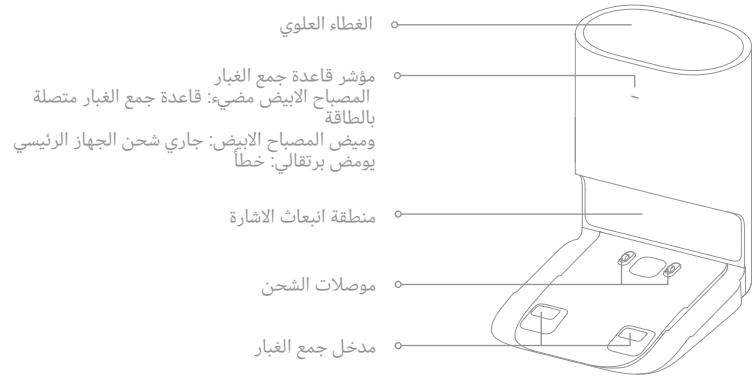 الغطاء العلوي
مؤشر قاعدة جمع الغبار
المصباح الابيض مضيء: قاعدة جمع الغبار متصلة
بالطاقة
وميض المصباح الابيض: جاري شحن الجهاز الرئيسي
يومض برتقالي: خطأ
منطقة انبعاث الاشارة
موصلات الشحن
مدخل جمع الغبار